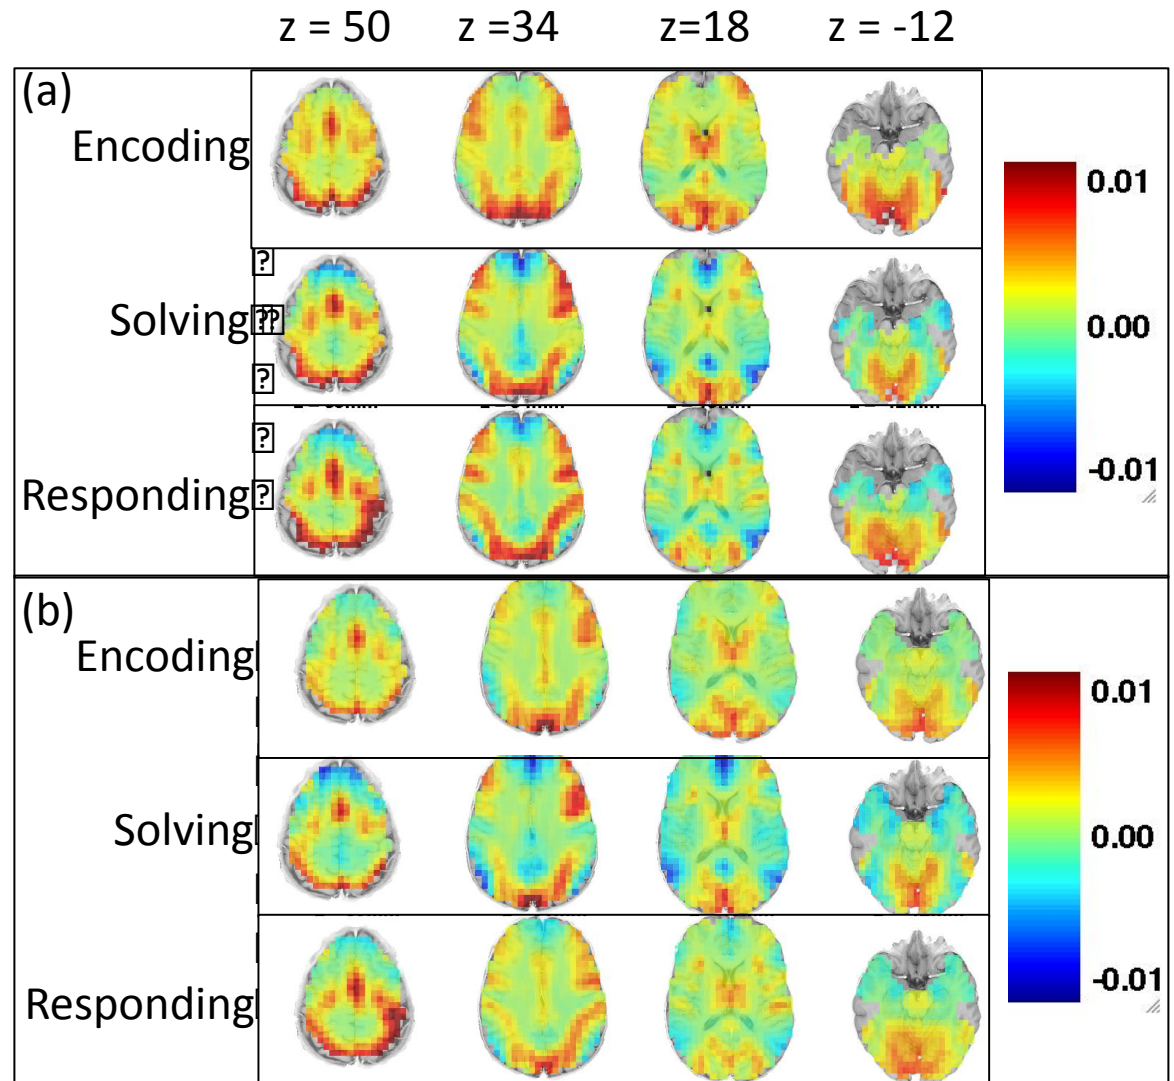 z = 50 z =34 z=18 z = -12
(a)
Encoding
Solving
Responding
0.01
0.00
-0.01
(b)
Encoding
Solving
Responding
0.01
0.00
-0.01